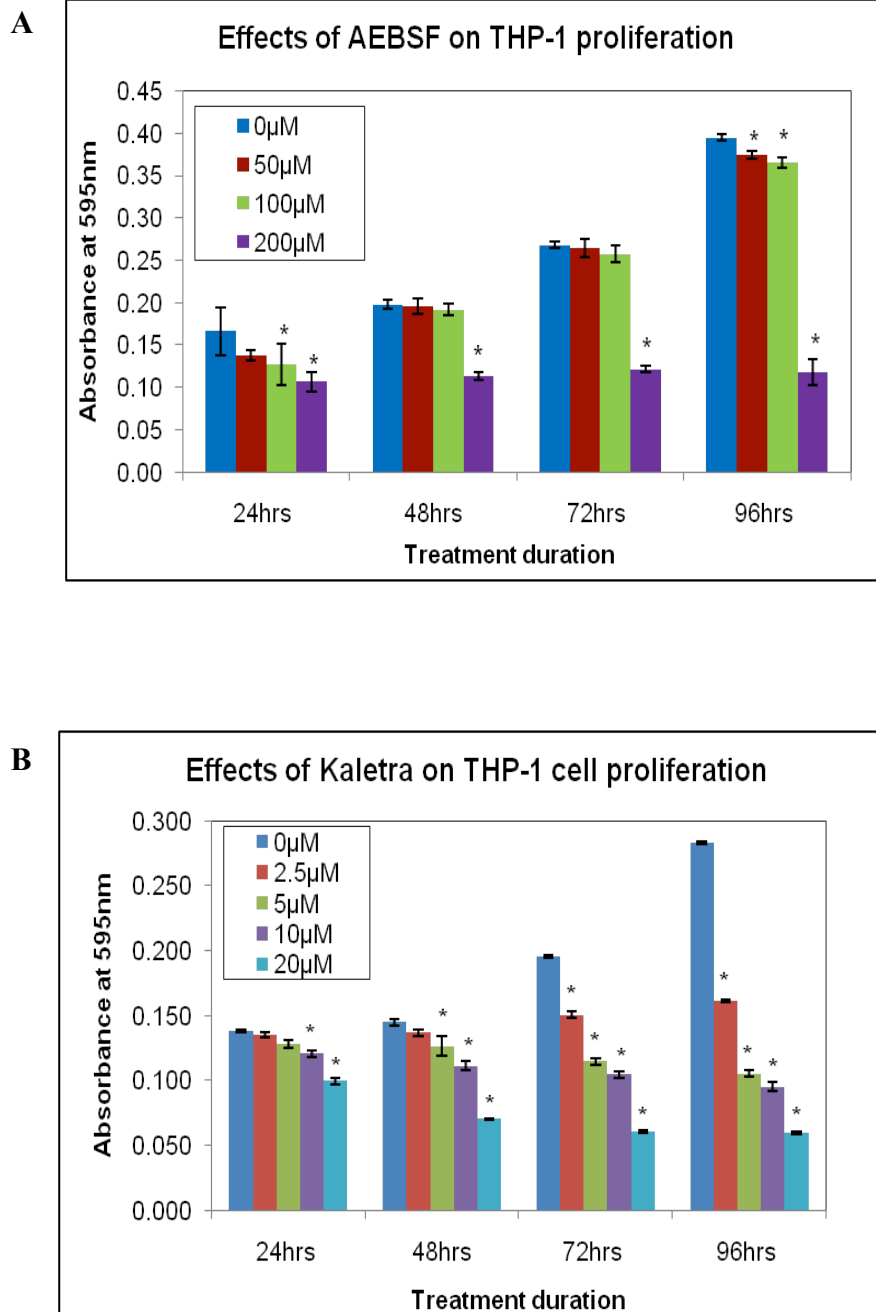 A
Effects of AEBSF on THP-1 proliferation
Absorbance at 595nm
0.45
0.40
0.35
0.30
0.25
0.20
0.15
0.10
0.05
0.00
0µM
50µM
100µM
200µM
* * * * * * *
24hrs 48hrs 72hrs 96hrs
Treatment duration
B
Effects of Kaletra on THP-1 cell proliferation
Absorbance at 595nm
0.300
0.250
0.200
0.150
0.100
0.050
0.000
0µM
2.5µM
5µM
10µM
20µM
* * * * * * * * * * * * *
24hrs 48hrs 72hrs 96hrs
Treatment duration